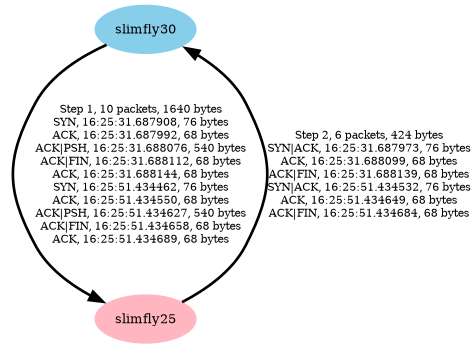 slimfly30
Step 1, 10 packets, 1640 bytes
SYN, 16:25:31.687908, 76 bytes
ACK, 16:25:31.687992, 68 bytes
ACK|PSH, 16:25:31.688076, 540 bytes
ACK|FIN, 16:25:31.688112, 68 bytes
ACK, 16:25:31.688144, 68 bytes
SYN, 16:25:51.434462, 76 bytes
ACK, 16:25:51.434550, 68 bytes
ACK|PSH, 16:25:51.434627, 540 bytes
ACK|FIN, 16:25:51.434658, 68 bytes
ACK, 16:25:51.434689, 68 bytes
Step 2, 6 packets, 424 bytes
SYN|ACK, 16:25:31.687973, 76 bytes
ACK, 16:25:31.688099, 68 bytes
ACK|FIN, 16:25:31.688139, 68 bytes
SYN|ACK, 16:25:51.434532, 76 bytes
ACK, 16:25:51.434649, 68 bytes
ACK|FIN, 16:25:51.434684, 68 bytes
slimfly25